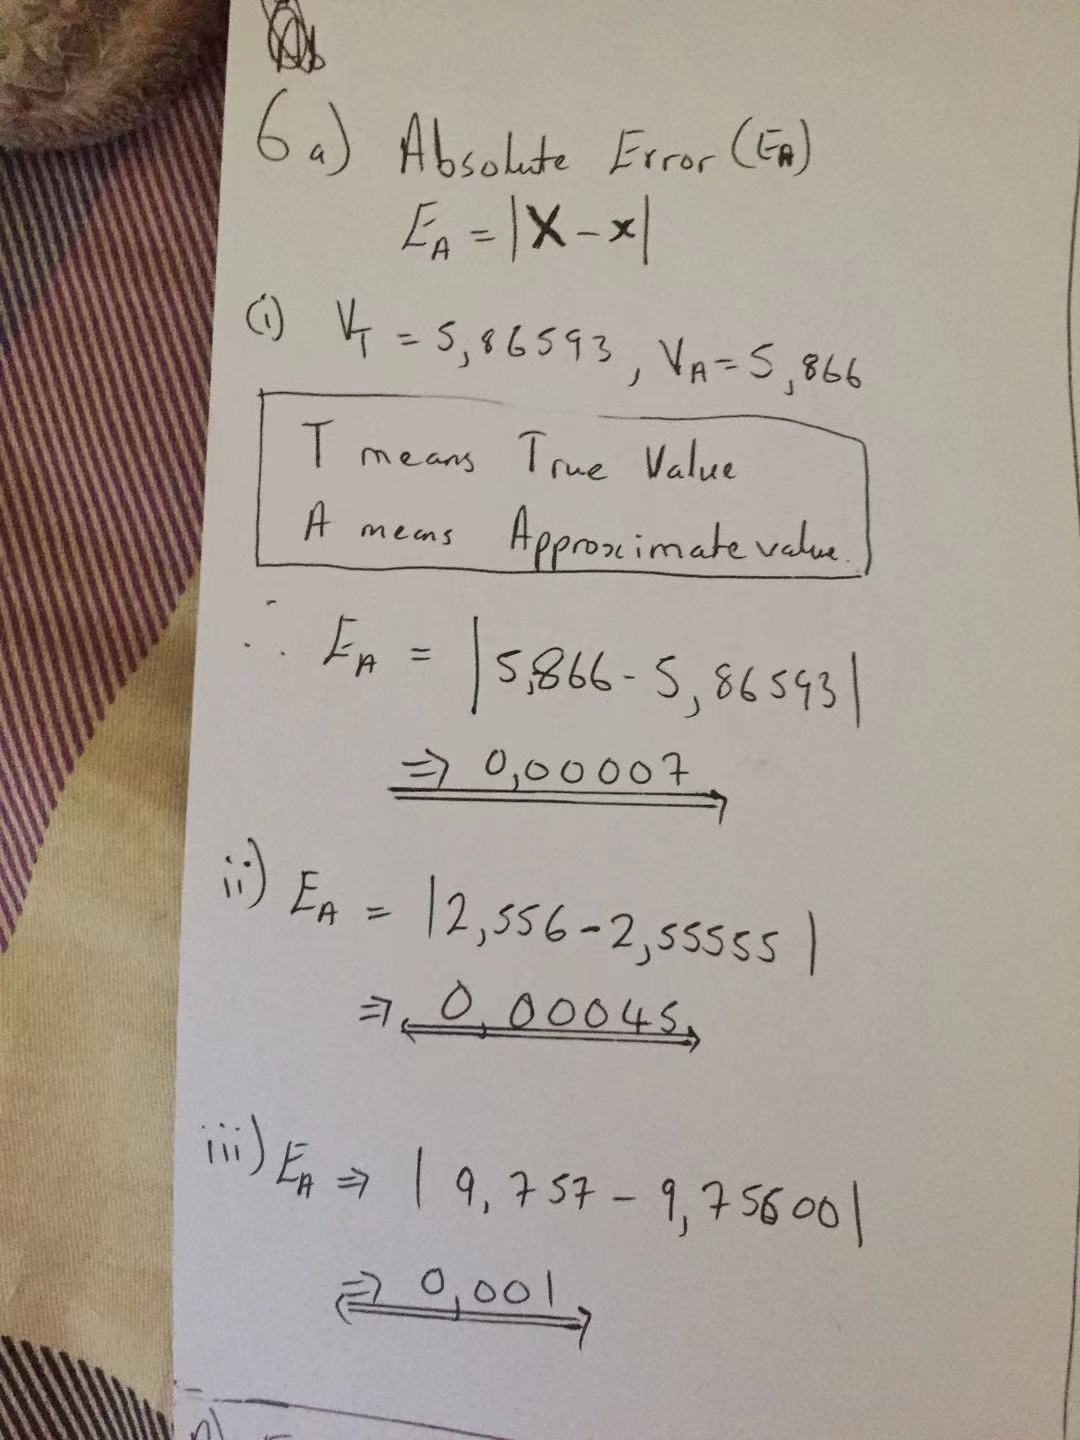 6a) Absolute Error (EA)
EA = |X - x|
(i) VT = 5,86593, VA = 5,866
T means True Value
A means Approximate value.
∴ EA = |5,866 - 5,86593|
⇒ 0,00007
ii) EA = |2,556 - 2,55555|
⇒ 0,00045
iii) EA ⇒ |9,757 - 9,75600|
⇒ 0,001